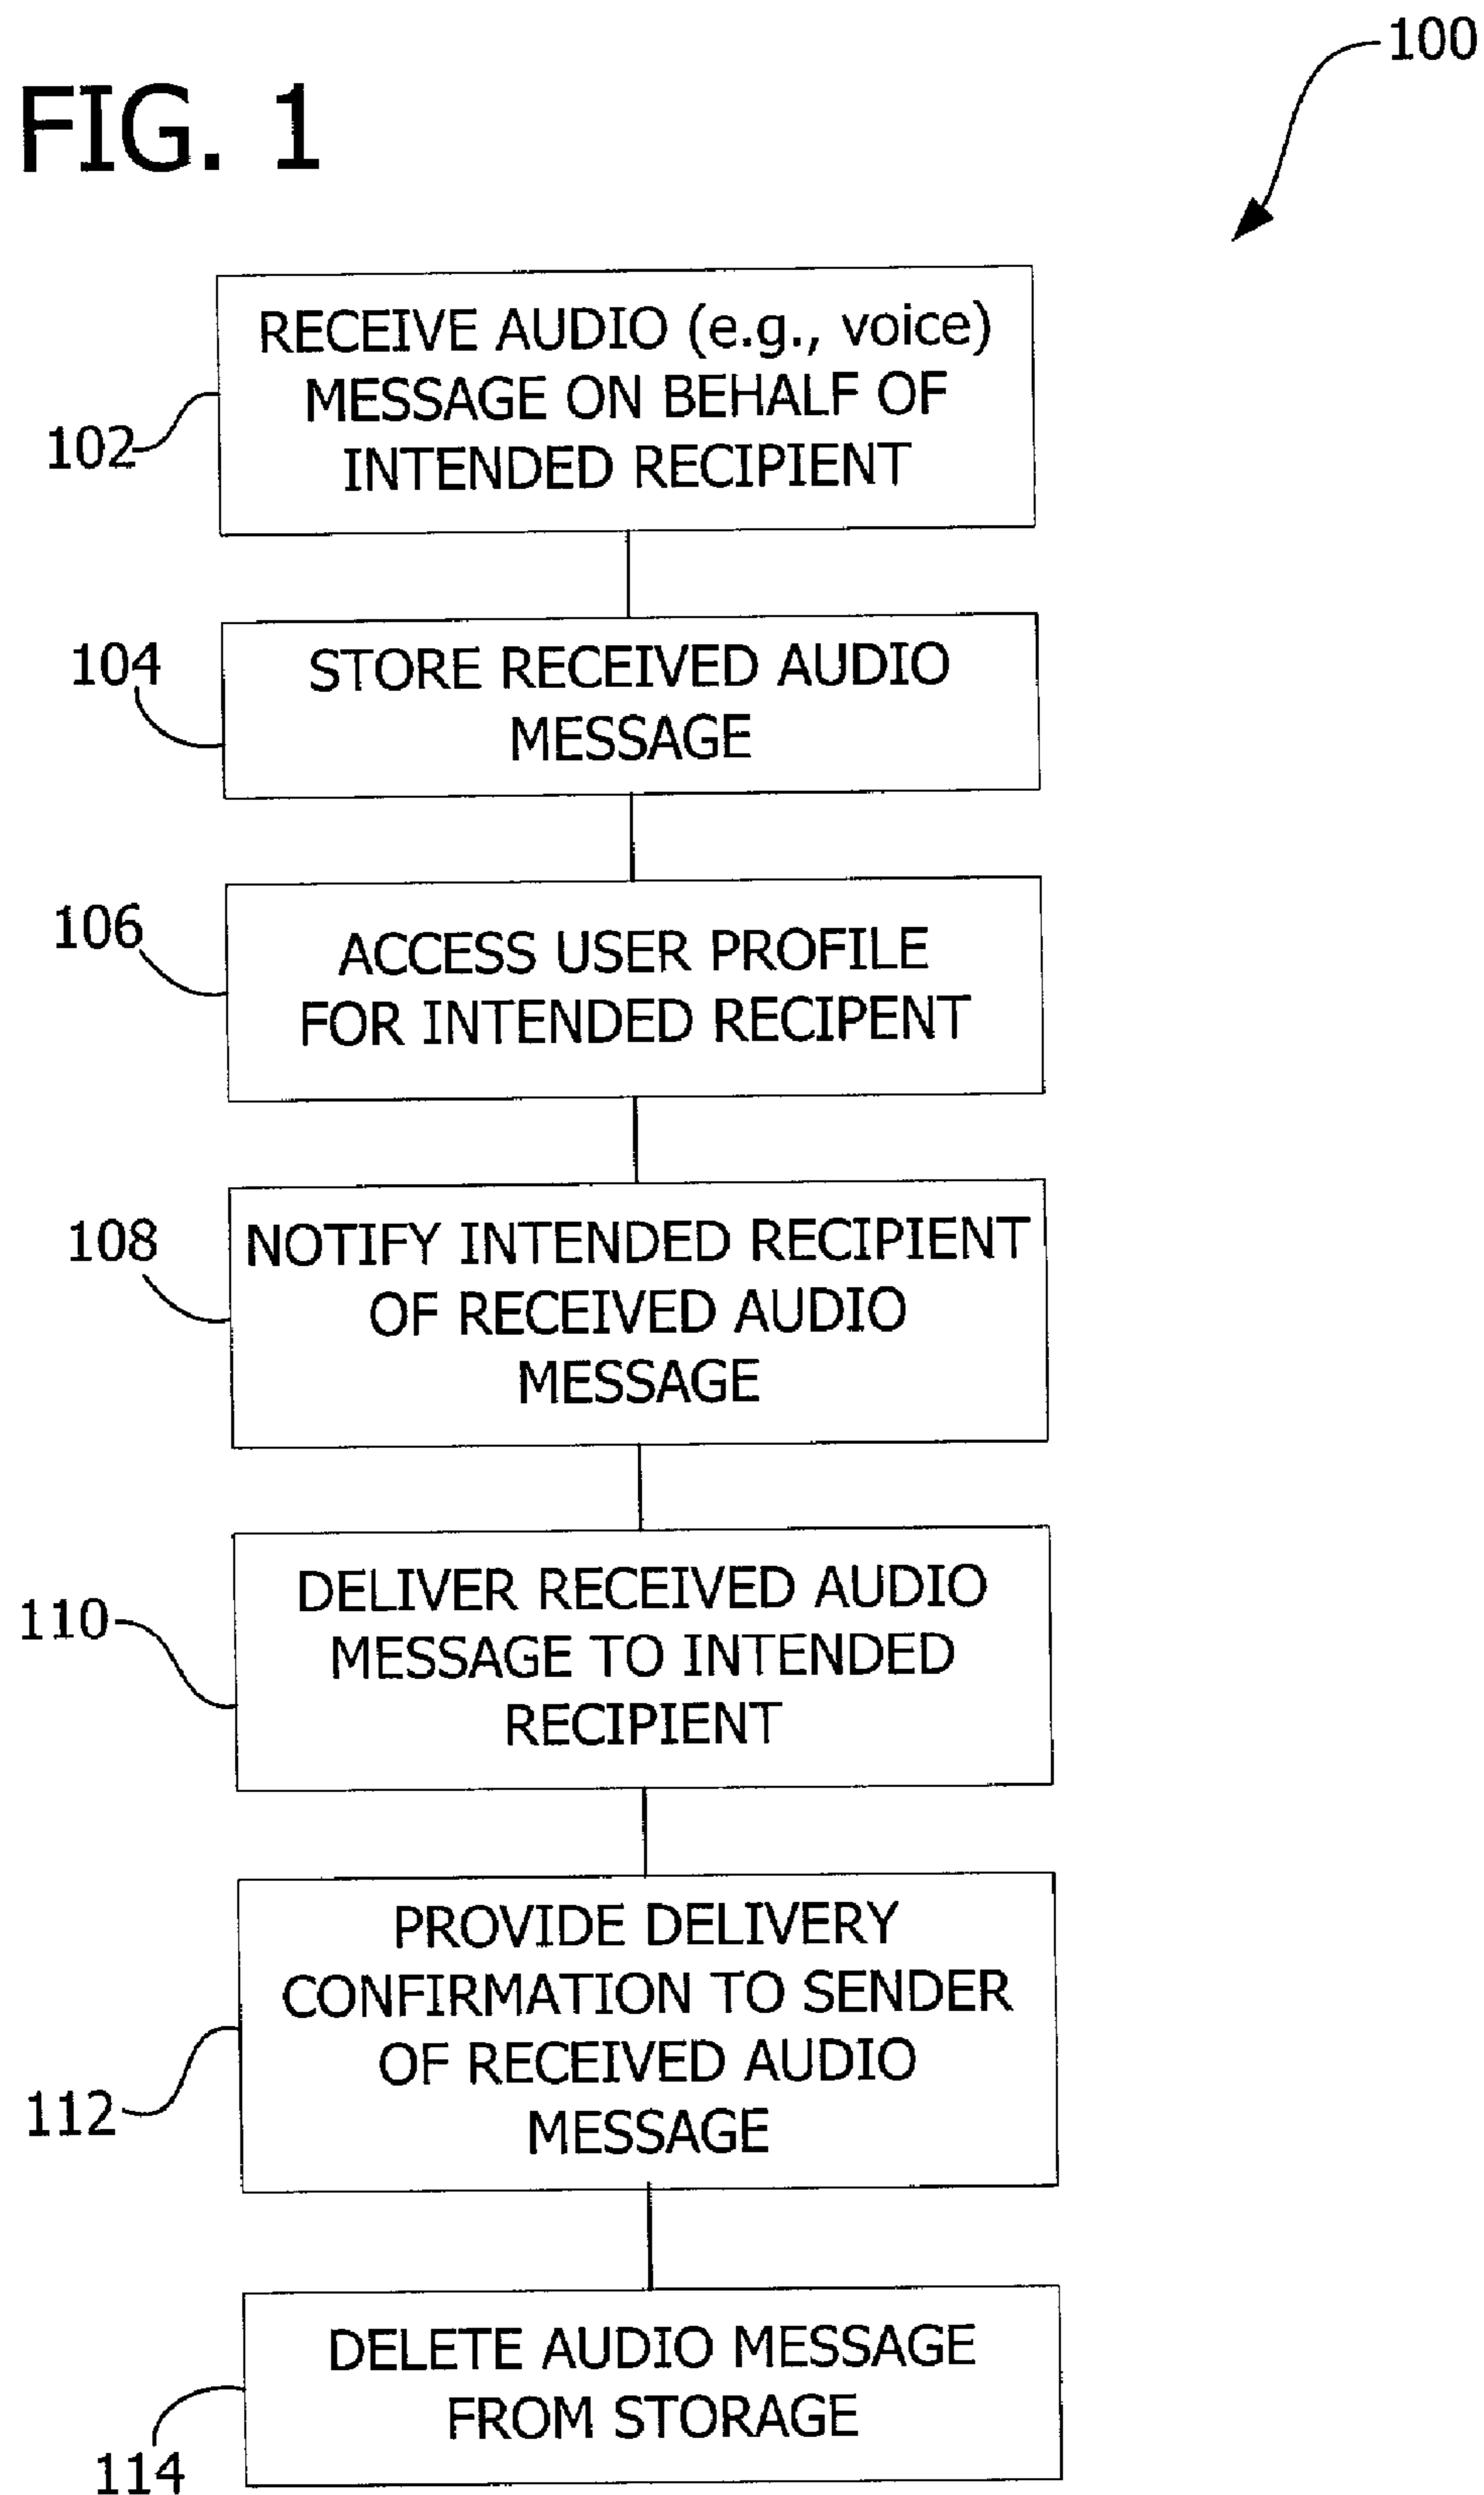 100
FIG. 1
RECEIVE AUDIO (e.g., voice)
MESSAGE ON BEHALF OF
INTENDED RECIPIENT
102
104
STORE RECEIVED AUDIO
MESSAGE
106
ACCESS USER PROFILE
FOR INTENDED RECIPENT
108
NOTIFY INTENDED RECIPIENT
OF RECEIVED AUDIO
MESSAGE
110
DELIVER RECEIVED AUDIO
MESSAGE TO INTENDED
RECIPIENT
PROVIDE DELIVERY
CONFIRMATION TO SENDER
OF RECEIVED AUDIO
MESSAGE
112
DELETE AUDIO MESSAGE
FROM STORAGE
114